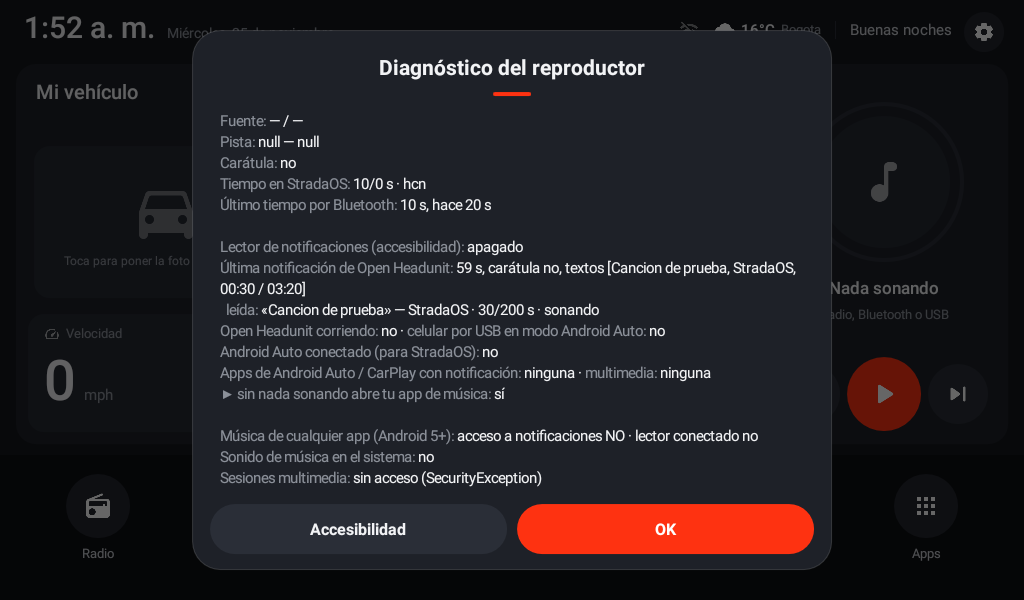 1:52 a. m.
16°C
Buenas noches
Diagnóstico del reproductor
Mi vehículo
Fuente: — / —
Pista: null — null
Carátula: no
Tiempo en StradaOS: 10/0 s · hcn
Último tiempo por Bluetooth: 10 s, hace 20 s
Lector de notificaciones (accesibilidad): apagado
Última notificación de Open Headunit: 59 s, carátula no, textos [Cancion de prueba, StradaOS,
00:30 / 03:20]
leída: «Cancion de prueba» — StradaOS · 30/200 s · sonando
Open Headunit corriendo: no · celular por USB en modo Android Auto: no
Android Auto conectado (para StradaOS): no
Apps de Android Auto / CarPlay con notificación: ninguna · multimedia: ninguna
► sin nada sonando abre tu app de música: sí
Música de cualquier app (Android 5+): acceso a notificaciones NO · lector conectado no
Sonido de música en el sistema: no
Sesiones multimedia: sin acceso (SecurityException)
Toca para poner la foto
Nada sonando
Bluetooth o USB
Velocidad
0 mph
Accesibilidad
OK
Radio
Apps